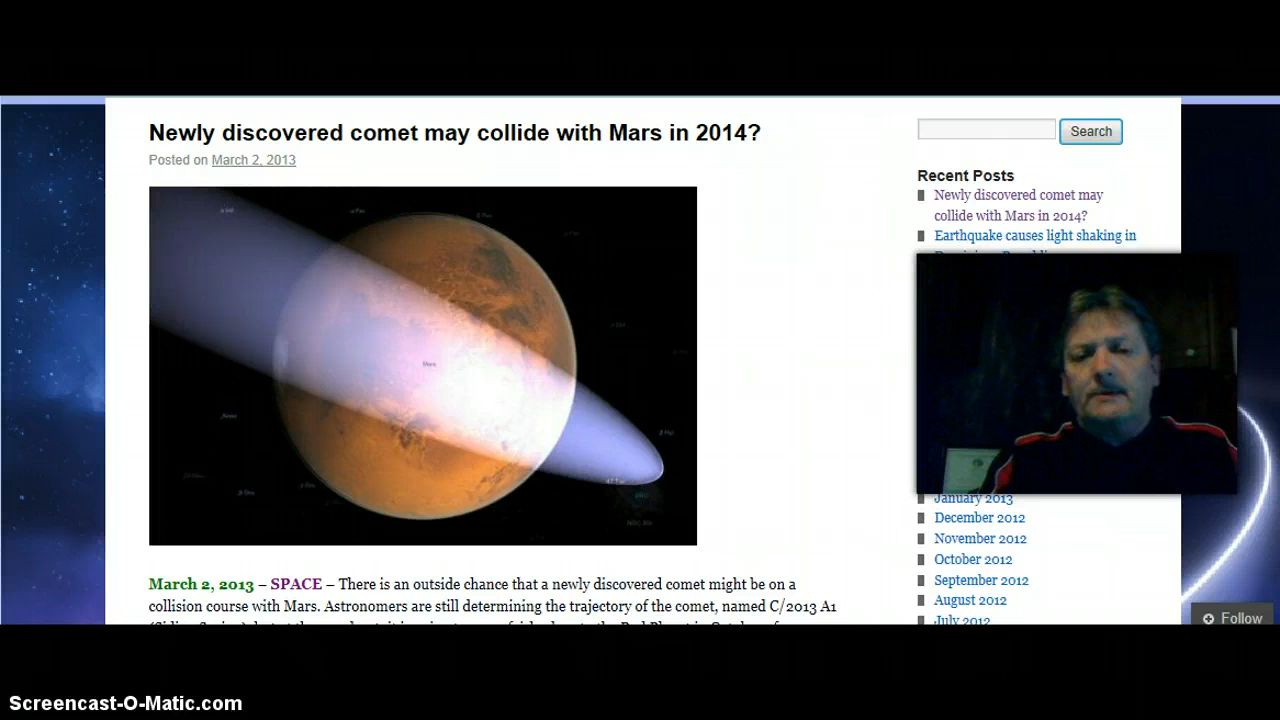 Newly discovered comet may collide with Mars in 2014?
Posted on March 2, 2013
Mars
March 2, 2013 – SPACE – There is an outside chance that a newly discovered comet might be on a
collision course with Mars. Astronomers are still determining the trajectory of the comet, named C/2013 A1
Search
Recent Posts
Newly discovered comet may
collide with Mars in 2014?
Earthquake causes light shaking in
January 2013
December 2012
November 2012
October 2012
September 2012
August 2012
July 2012
Follow
Screencast-O-Matic.com